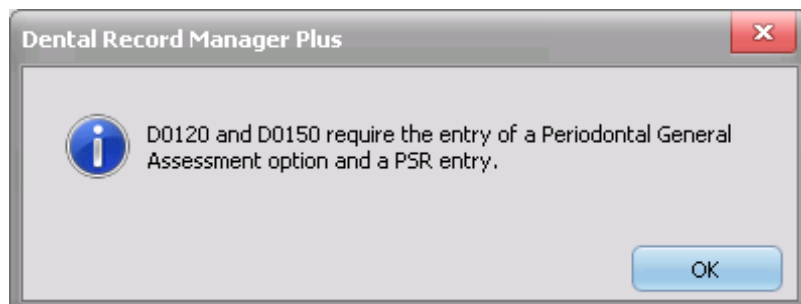 Dental Record Manager Plus
D0120 and D0150 require the entry of a Periodontal General
Assessment option and a PSR entry.
OK